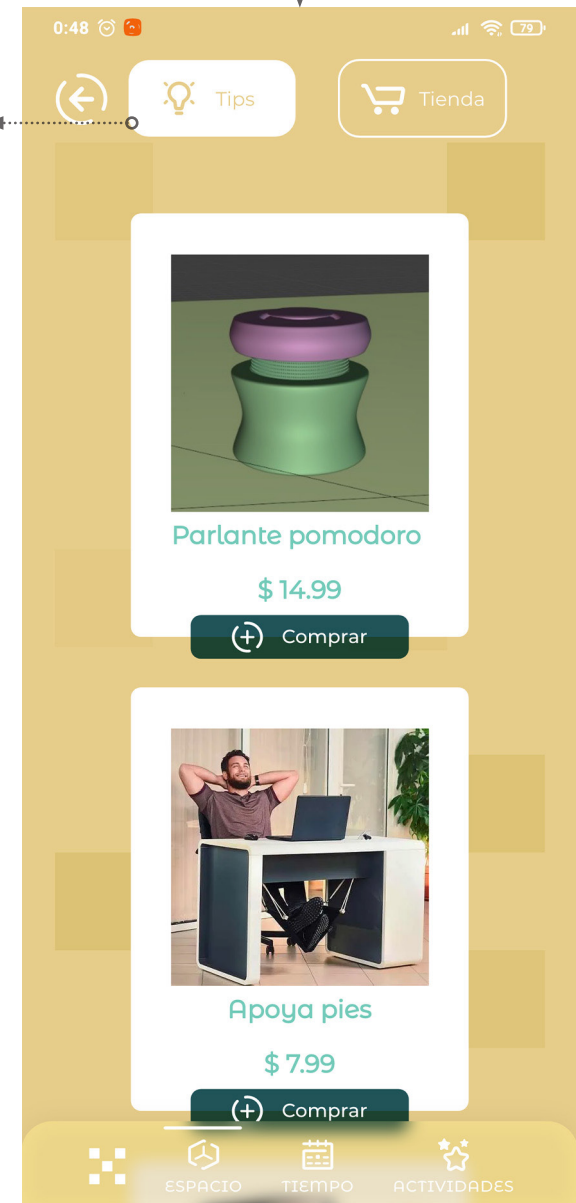 0:48 79
Tips Tienda
Parlante pomodoro
$ 14.99
Comprar
Apoya pies
$ 7.99
Comprar
ESPACIO TIEMPO ACTIVIDADES